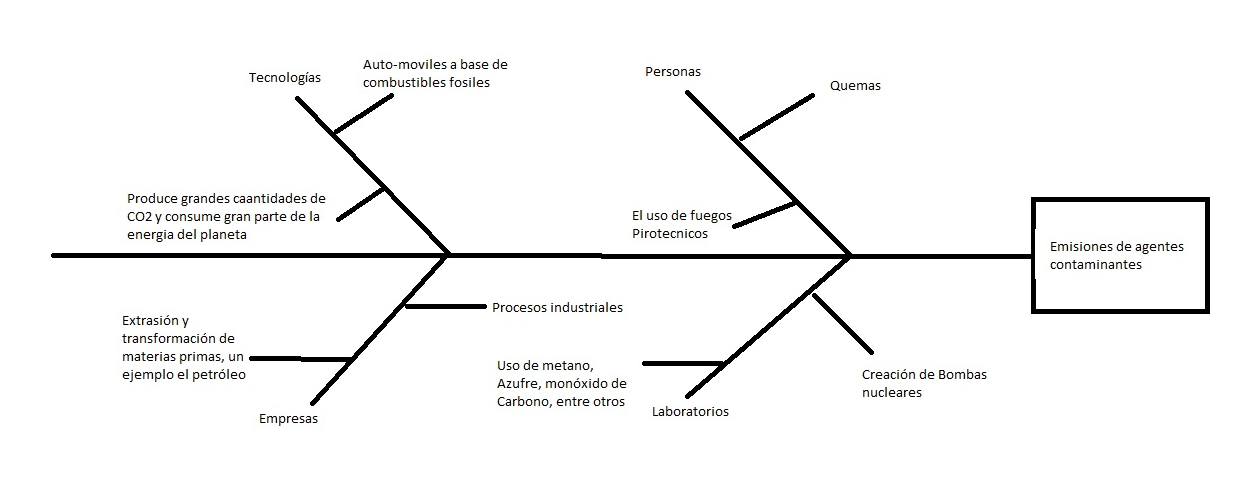 Tecnologías
Auto-moviles a base de
combustibles fosiles
Produce grandes caantidades de
CO2 y consume gran parte de la
energia del planeta
Personas
Quemas
El uso de fuegos
Pirotecnicos
Emisiones de agentes
contaminantes
Extrasión y
transformación de
materias primas, un
ejemplo el petróleo
Procesos industriales
Empresas
Uso de metano,
Azufre, monóxido de
Carbono, entre otros
Laboratorios
Creación de Bombas
nucleares